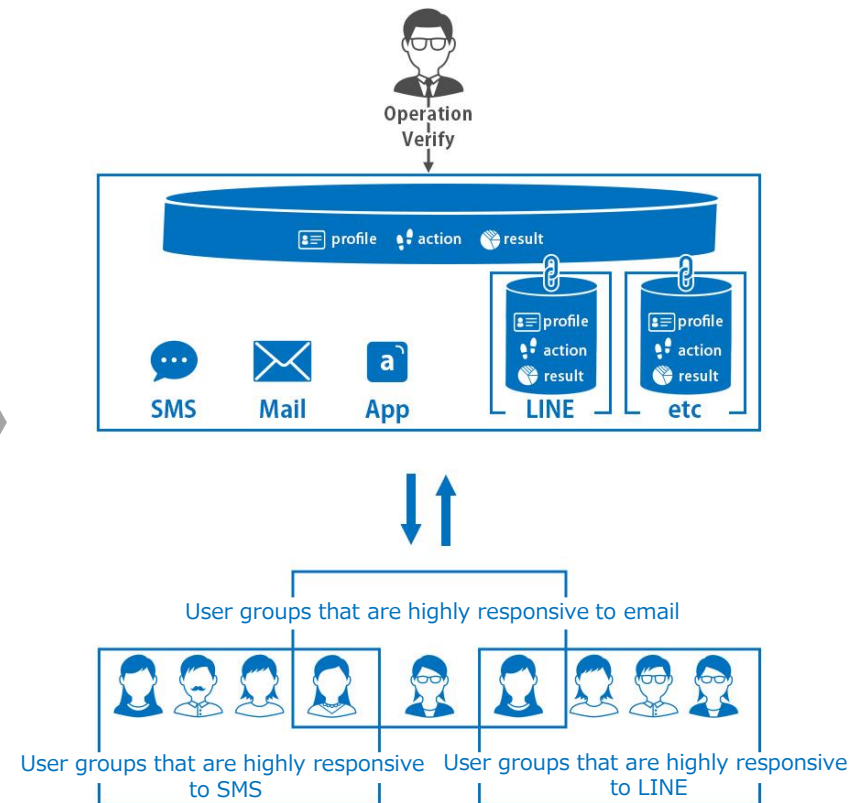 Operation
Verify
profile action result
profile
action
result
profile
action
result
SMS Mail App LINE etc
User groups that are highly responsive to email
User groups that are highly responsive
to SMS
User groups that are highly responsive
to LINE